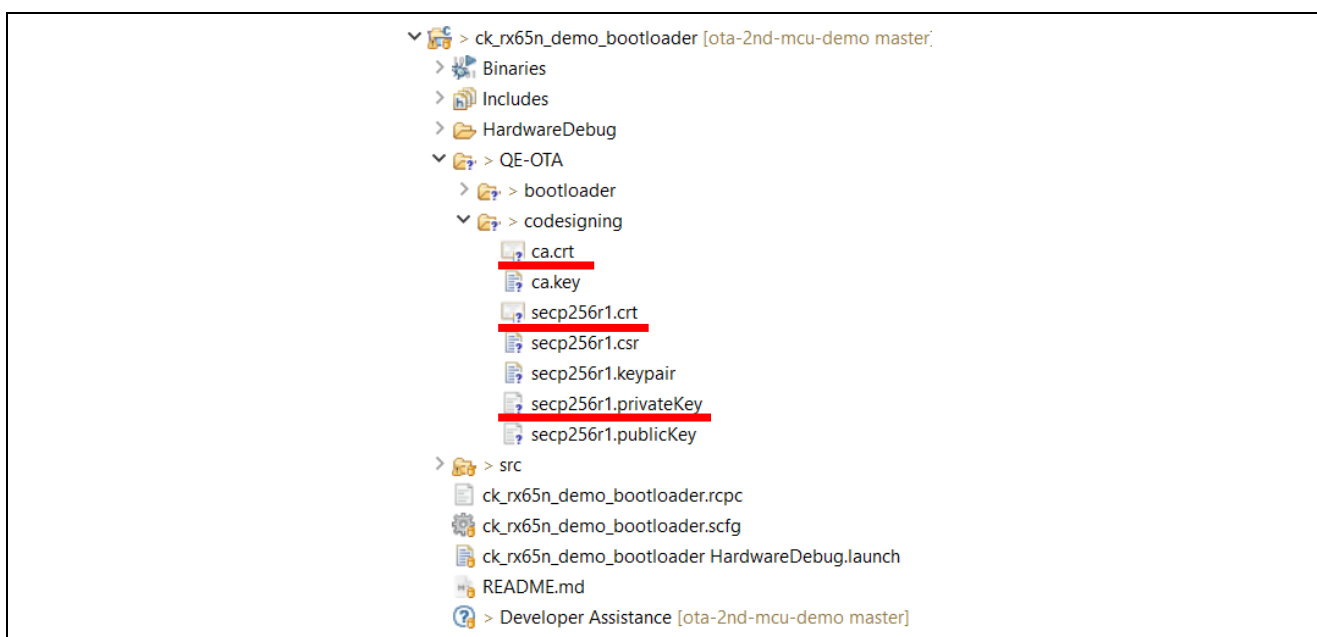 > ck_rx65n_demo_bootloader [ota-2nd-mcu-demo master]
Binaries
Includes
HardwareDebug
> QE-OTA
> bootloader
> codesigning
ca.crt
ca.key
secp256r1.crt
secp256r1.csr
secp256r1.keypair
secp256r1.privateKey
secp256r1.publicKey
> src
ck_rx65n_demo_bootloader.rcpc
ck_rx65n_demo_bootloader.scfg
ck_rx65n_demo_bootloader HardwareDebug.launch
README.md
> Developer Assistance [ota-2nd-mcu-demo master]